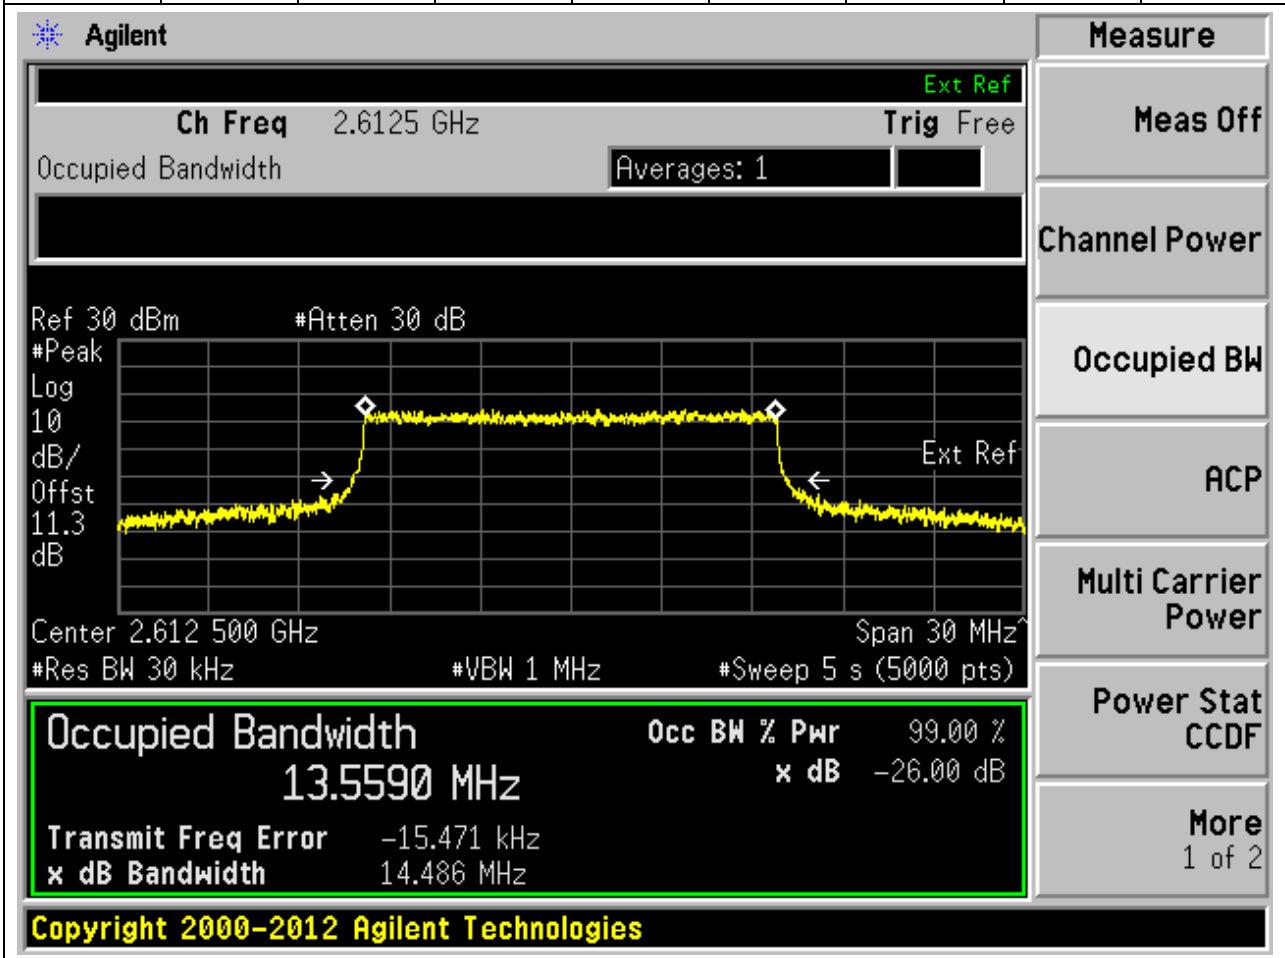 Agilent
Measure
Ext Ref
Ch Freq 2.6125 GHz Trig Free
Meas Off
Occupied Bandwidth Averages: 1
Channel Power
Ref 30 dBm #Atten 30 dB
#Peak
Log
10
dB/
Offst
11.3
dB
Ext Ref
Occupied BW
ACP
Center 2.612 500 GHz Span 30 MHz^
#Res BW 30 kHz #VBW 1 MHz #Sweep 5 s (5000 pts)
Multi Carrier
Power
Occupied Bandwidth Occ BW % Pwr 99.00 %
13.5590 MHz x dB -26.00 dB
Transmit Freq Error -15.471 kHz
x dB Bandwidth 14.486 MHz
Power Stat
CCDF
More
1 of 2
Copyright 2000-2012 Agilent Technologies